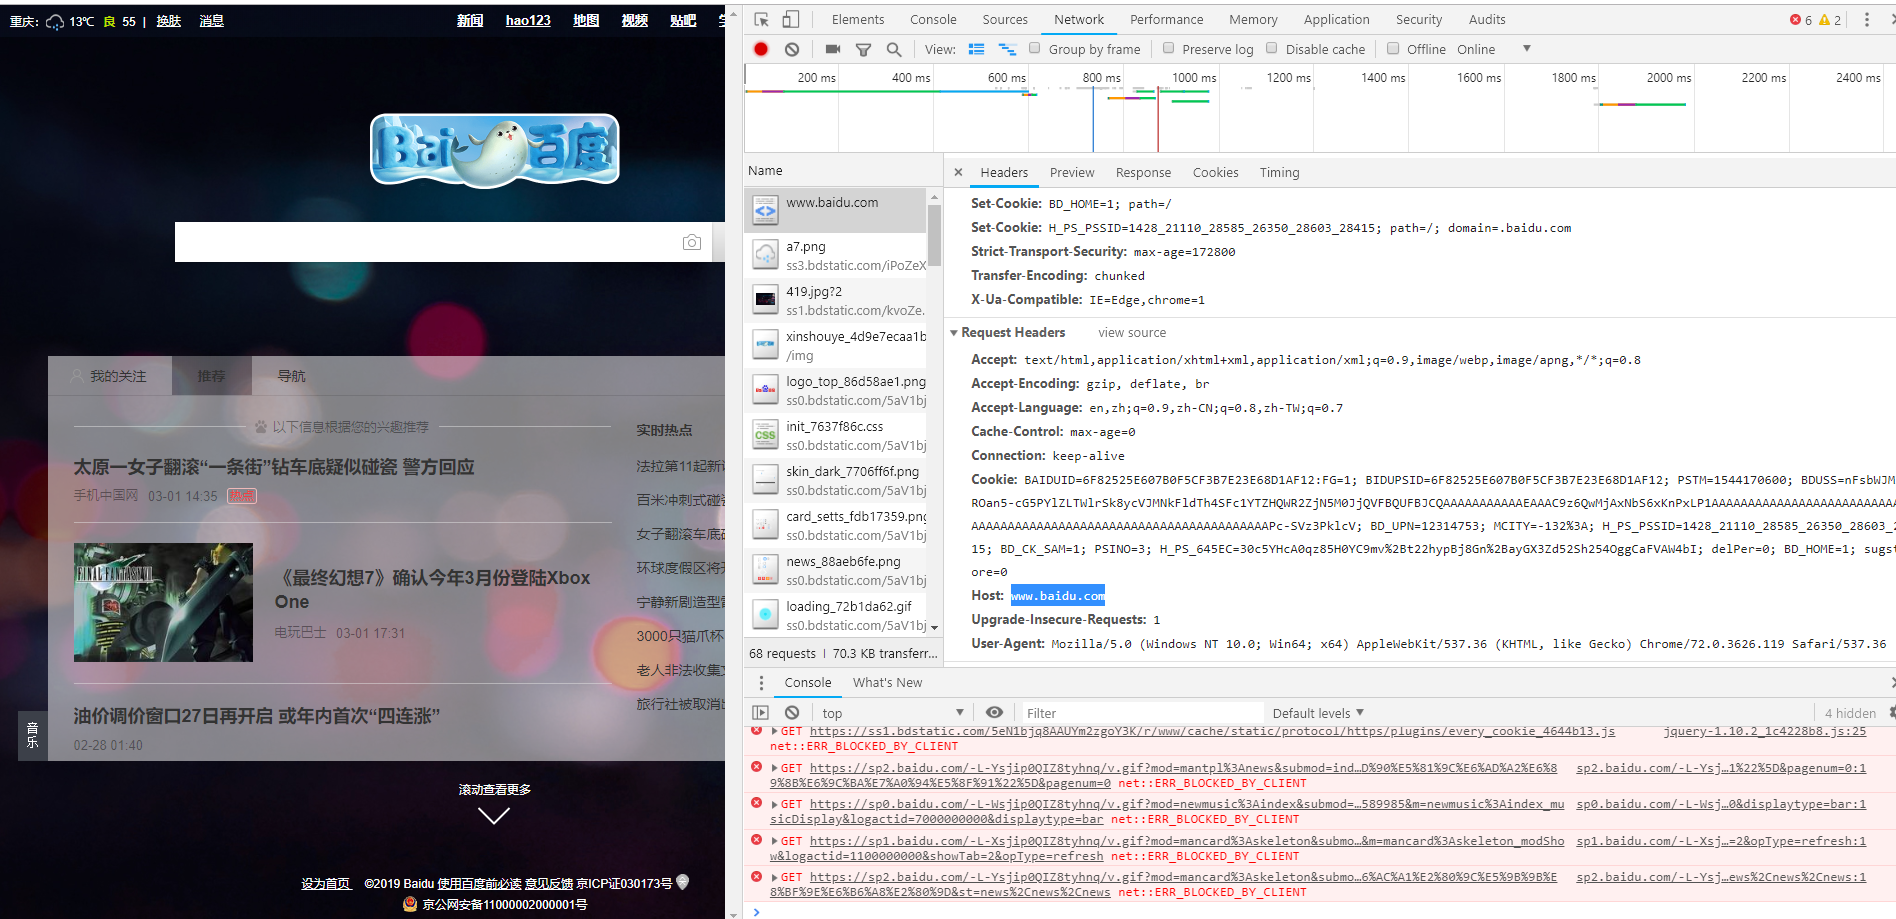 重庆: 13℃ 良 55 | 换肤 消息
新闻 hao123 地图 视频 贴吧
Bai 百度
我的关注 推荐 导航
以下信息根据您的兴趣推荐
太原一女子翻滚“一条街”钻车底疑似碰瓷 警方回应
手机中国网 03-01 14:35 热点
FINAL FANTASY VII
《最终幻想7》确认今年3月份登陆Xbox
One
电玩巴士 03-01 17:31
油价调价窗口27日再开启 或年内首次“四连涨”
02-28 01:40
实时热点
法拉第11起新
百米冲刺式碰
女子翻滚车底
环球度假区将
宁静新剧造型
3000只猫爪杯
老人非法收集
旅行社被取消
音
乐
滚动查看更多
设为首页 ©2019 Baidu 使用百度前必读 意见反馈 京ICP证030173号
京公网安备11000002000001号
Elements Console Sources Network Performance Memory Application Security Audits 6 2
View: Group by frame Preserve log Disable cache Offline Online
200 ms 400 ms 600 ms 800 ms 1000 ms 1200 ms 1400 ms 1600 ms 1800 ms 2000 ms 2200 ms 2400 ms
Name
www.baidu.com
a7.png
ss3.bdstatic.com/iPoZeX
419.jpg?2
ss1.bdstatic.com/kvoZe.
xinshouye_4d9e7ecaa1b
/img
logo_top_86d58ae1.png
ss0.bdstatic.com/5aV1bj
init_7637f86c.css
ss0.bdstatic.com/5aV1bj
skin_dark_7706ff6f.png
ss0.bdstatic.com/5aV1bj
card_setts_fdb17359.png
ss0.bdstatic.com/5aV1bj
news_88aeb6fe.png
ss0.bdstatic.com/5aV1bj
loading_72b1da62.gif
ss0.bdstatic.com/5aV1bj
68 requests | 70.3 KB transferr...
× Headers Preview Response Cookies Timing
Set-Cookie: BD_HOME=1; path=/
Set-Cookie: H_PS_PSSID=1428_21110_28585_26350_28603_28415; path=/; domain=.baidu.com
Strict-Transport-Security: max-age=172800
Transfer-Encoding: chunked
X-Ua-Compatible: IE=Edge,chrome=1
Request Headers view source
Accept: text/html,application/xhtml+xml,application/xml;q=0.9,image/webp,image/apng,*/*;q=0.8
Accept-Encoding: gzip, deflate, br
Accept-Language: en,zh;q=0.9,zh-CN;q=0.8,zh-TW;q=0.7
Cache-Control: max-age=0
Connection: keep-alive
Cookie: BAIDUID=6F82525E607B0F5CF3B7E23E68D1AF12:FG=1; BIDUPSID=6F82525E607B0F5CF3B7E23E68D1AF12; PSTM=1544170600; BDUSS=nFsbWJM
ROan5-cG5PYlZLTWlrSk8ycVJMNkFldTh4SFc1YTZHQWR2ZjN5M0JjQVFBQUFBJCQAAAAAAAAAAAEAAAC9z6QwMjAxNbS6xKnPxLP1AAAAAAAAAAAAAAAAAAAAAAAAAA
AAAAAAAAAAAAAAAAAAAAAAAAAAAAAAAAAAAAAAAAAPc-SVz3PklcV; BD_UPN=12314753; MCITY=-132%3A; H_PS_PSSID=1428_21110_28585_26350_28603_2
15; BD_CK_SAM=1; PSINO=3; H_PS_645EC=30c5YHcA0qz85H0YC9mv%2Bt22hypBj8Gn%2BayGX3Zd52Sh254OggCaFVAW4bI; delPer=0; BD_HOME=1; sugst
ore=0
Host: www.baidu.com
Upgrade-Insecure-Requests: 1
User-Agent: Mozilla/5.0 (Windows NT 10.0; Win64; x64) AppleWebKit/537.36 (KHTML, like Gecko) Chrome/72.0.3626.119 Safari/537.36
Console What's New
top Filter Default levels 4 hidden
GET https://ss1.bdstatic.com/5eN1bjq8AAUYm2zgoY3K/r/www/cache/static/protocol/https/plugins/every_cookie_4644b13.js jquery-1.10.2_1c4228b8.js:25
net::ERR_BLOCKED_BY_CLIENT
GET https://sp2.baidu.com/-L-Ysjip0QIZ8tyhnq/v.gif?mod=mantpl%3Anews&submod=ind…D%90%E5%81%9C%E6%AD%A2%E6%8 sp2.baidu.com/-L-Ysj…1%22%5D&pagenum=0:1
9%8B%E6%9C%BA%E7%A0%94%E5%8F%91%22%5D&pagenum=0 net::ERR_BLOCKED_BY_CLIENT
GET https://sp0.baidu.com/-L-Wsjip0QIZ8tyhnq/v.gif?mod=newmusic%3Aindex&submod=…589985&m=newmusic%3Aindex_mu sp0.baidu.com/-L-Wsj…0&displaytype=bar:1
sicDisplay&logactid=7000000000&displaytype=bar net::ERR_BLOCKED_BY_CLIENT
GET https://sp1.baidu.com/-L-Xsjip0QIZ8tyhnq/v.gif?mod=mancard%3Askeleton&submo…&m=mancard%3Askeleton_modSho sp1.baidu.com/-L-Xsj…=2&opType=refresh:1
w&logactid=1100000000&showTab=2&opType=refresh net::ERR_BLOCKED_BY_CLIENT
GET https://sp2.baidu.com/-L-Ysjip0QIZ8tyhnq/v.gif?mod=mancard%3Askeleton&submo…6%AC%A1%E2%80%9C%E5%9B%9B%E sp2.baidu.com/-L-Ysj…ews%2Cnews%2Cnews:1
8%BF%9E%E6%B6%A8%E2%80%9D&st=news%2Cnews%2Cnews net::ERR_BLOCKED_BY_CLIENT